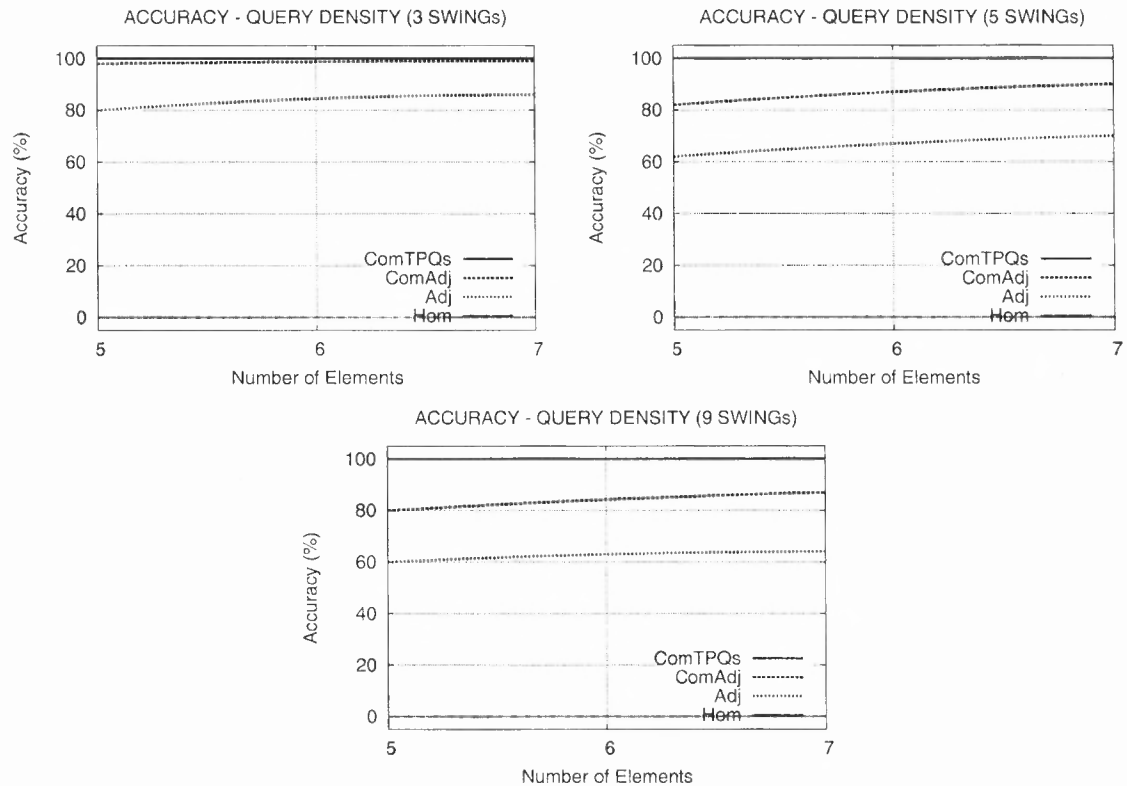 ACCURACY - QUERY DENSITY (3 SWINGs)
100
80
60
40
20
0
Accuracy (%)
ComTPQs
ComAdj
Adj
Hom
5 6 7
Number of Elements
ACCURACY - QUERY DENSITY (5 SWINGs)
100
80
60
40
20
0
Accuracy (%)
ComTPQs
ComAdj
Adj
Hom
5 6 7
Number of Elements
ACCURACY - QUERY DENSITY (9 SWINGs)
100
80
60
40
20
0
Accuracy (%)
ComTPQs
ComAdj
Adj
Hom
5 6 7
Number of Elements